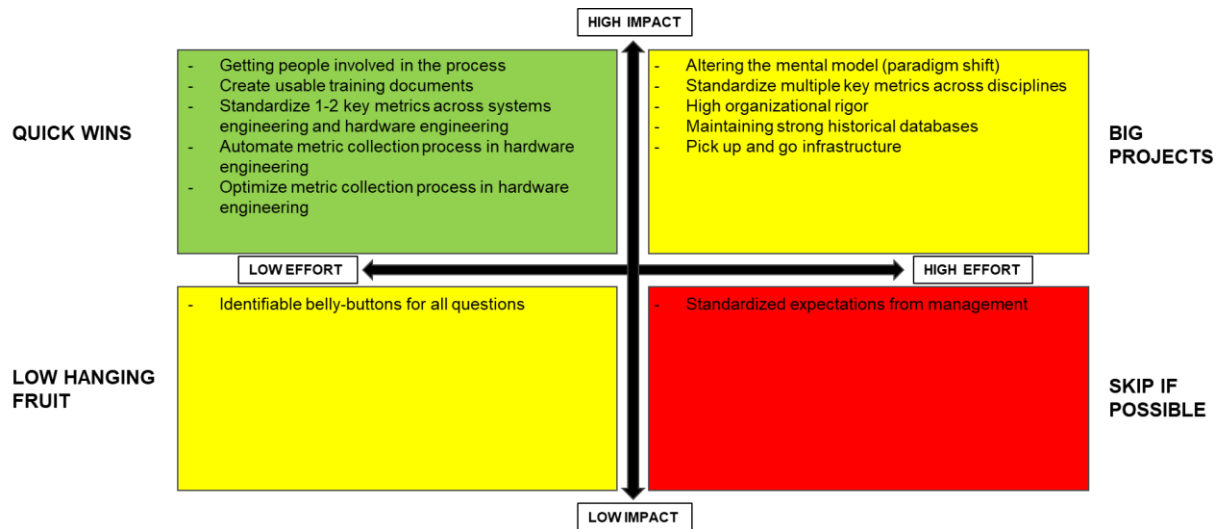 HIGH IMPACT
QUICK WINS
- Getting people involved in the process
- Create usable training documents
- Standardize 1-2 key metrics across systems
engineering and hardware engineering
- Automate metric collection process in hardware
engineering
- Optimize metric collection process in hardware
engineering
- Altering the mental model (paradigm shift)
- Standardize multiple key metrics across disciplines
- High organizational rigor
- Maintaining strong historical databases
- Pick up and go infrastructure
BIG
PROJECTS
LOW EFFORT
HIGH EFFORT
LOW HANGING
FRUIT
- Identifiable belly-buttons for all questions
- Standardized expectations from management
SKIP IF
POSSIBLE
LOW IMPACT